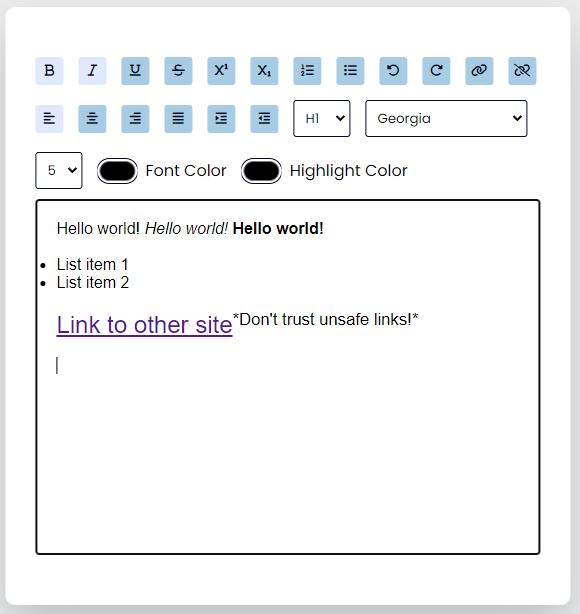 B I U S X¹ X₁
H1 Georgia
5 Font Color Highlight Color
Hello world! Hello world! Hello world!
List item 1
List item 2
Link to other site*Don't trust unsafe links!*